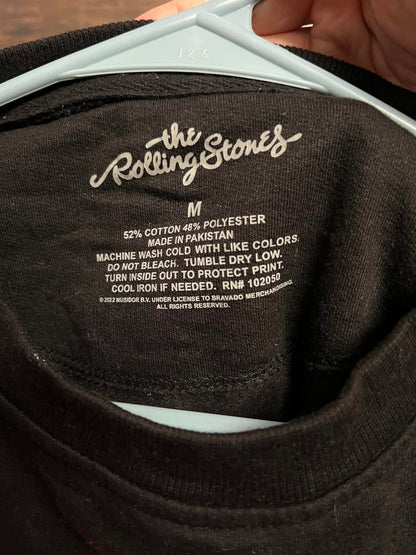 124
the
Rolling Stones
M
52% COTTON 48% POLYESTER
MADE IN PAKISTAN
MACHINE WASH COLD WITH LIKE COLORS.
DO NOT BLEACH. TUMBLE DRY LOW.
TURN INSIDE OUT TO PROTECT PRINT.
COOL IRON IF NEEDED. RN# 102050
© 2022 MUSIDOR B.V. UNDER LICENSE TO BRAVADO MERCHANDISING.
ALL RIGHTS RESERVED.